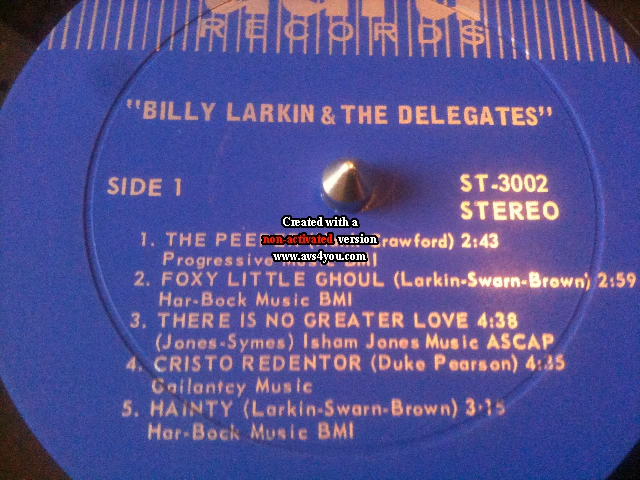 RECORDS
"BILLY LARKIN & THE DELEGATES"
SIDE 1
ST-3002
STEREO
Created with a
non-activated version
www.avs4you.com
1. THE PEE Crawford) 2:43
Progressive Music BMI
2. FOXY LITTLE GHOUL (Larkin-Swarn-Brown) 2:59
Har-Bock Music BMI
3. THERE IS NO GREATER LOVE 4:38
(Jones-Symes) Isham Jones Music ASCAP
4. CRISTO REDENTOR (Duke Pearson) 4:35
Gailantcy Music
5. HAINTY (Larkin-Swarn-Brown) 3:15
Har-Bock Music BMI